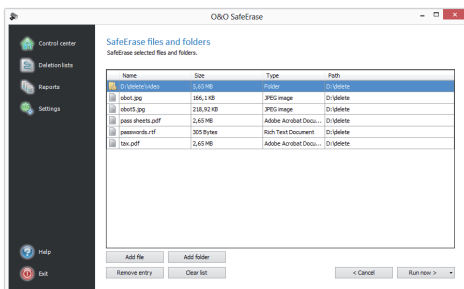 O&O SafeErase
Control center
Deletion lists
Reports
Settings
Help
Exit
SafeErase files and folders
SafeErase selected files and folders.
Name Size Type Path
D:\delete\video 5,65 MB Folder D:\delete
obot.jpg 166,1 KB JPEG image D:\delete
obot5.jpg 218,92 KB JPEG image D:\delete
pass sheets.pdf 2,65 MB Adobe Acrobat Docu... D:\delete
passwords.rtf 305 Bytes Rich Text Document D:\delete
tax.pdf 2,65 MB Adobe Acrobat Docu... D:\delete
Add file Add folder
Remove entry Clear list < Cancel Run now >